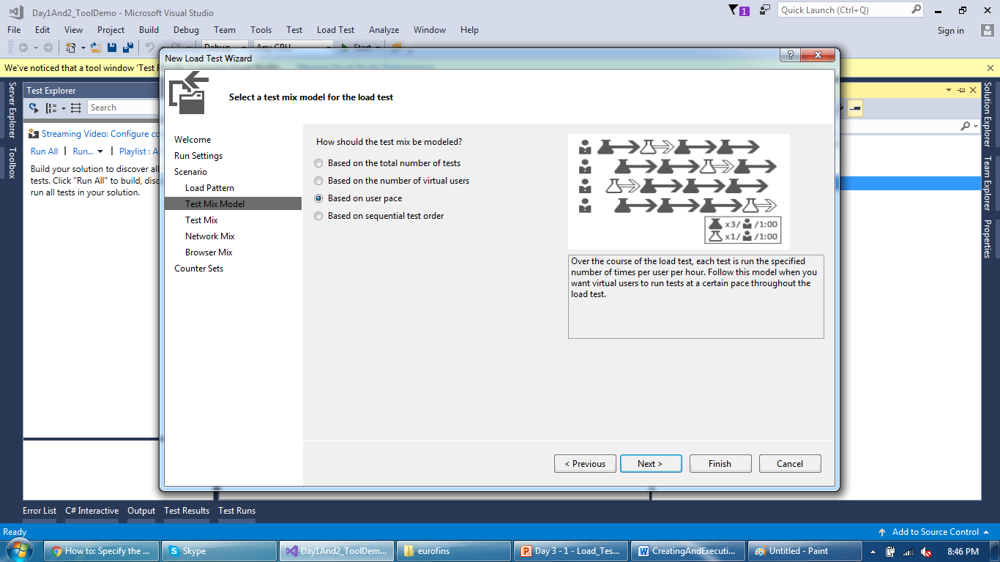 Day1And2_ToolDemo - Microsoft Visual Studio
1
Quick Launch (Ctrl+Q)
File Edit View Project Build Debug Team Tools Test Load Test Analyze Window Help
Sign in
We've noticed that a tool window 'Test
New Load Test Wizard
Select a test mix model for the load test
Server Explorer
Toolbox
Test Explorer
Search
Streaming Video: Configure
Run All | Run... | Playlist :
Build your solution to discover
tests. Click "Run All" to build,
run all tests in your solution.
Welcome
Run Settings
Scenario
Load Pattern
Test Mix Model
Test Mix
Network Mix
Browser Mix
Counter Sets
How should the test mix be modeled?
Based on the total number of tests
Based on the number of virtual users
Based on user pace
Based on sequential test order
x3/ /1:00
x1/ /1:00
Over the course of the load test, each test is run the specified
number of times per user per hour. Follow this model when you
want virtual users to run tests at a certain pace throughout the
load test.
< Previous Next > Finish Cancel
Solution Explorer
Team Explorer
Properties
Error List C# Interactive Output Test Results Test Runs
Ready
Add to Source Control
How to: Specify the ... Skype Day1And2_ToolDem... eurofins Day 3 - 1 - Load_Tes... CreatingAndExecuti... Untitled - Paint 8:46 PM